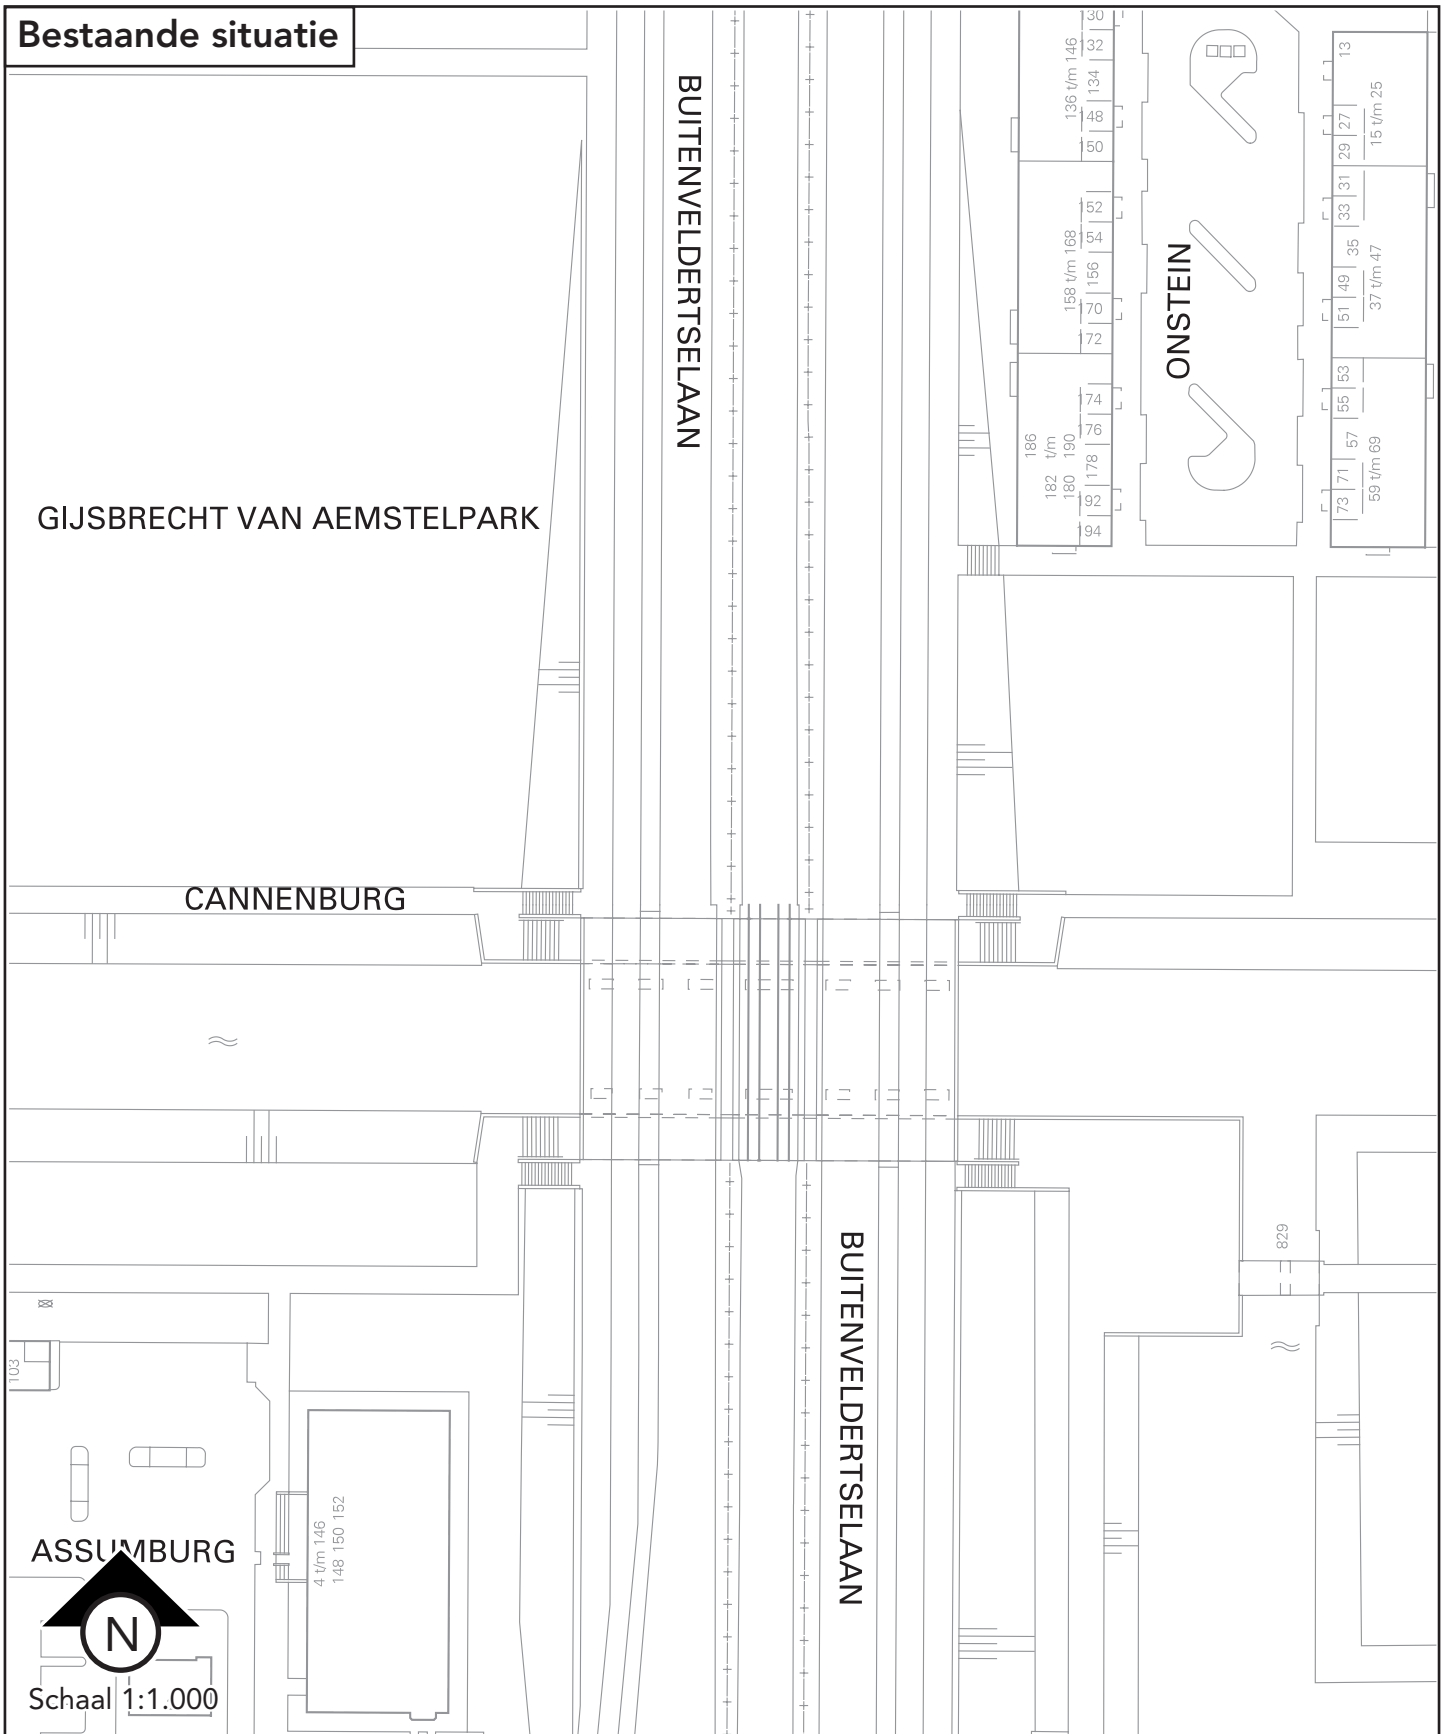 Bestaande situatie
BUITENVELDERTSELAAN
130
132
134
136 t/m 146
148
150
152
154
156
158 t/m 168
170
172
174
176
178
186
182 t/m
180 190
192
194
ONSTEIN
13
15 t/m 25
27
29
31
33
35
37 t/m 47
49
51
53
55
57
59 t/m 69
71
73
GIJSBRECHT VAN AEMSTELPARK
CANNENBURG
829
BUITENVELDERTSELAAN
103
4 t/m 146
148 150 152
ASSUMBURG
N
Schaal 1:1.000